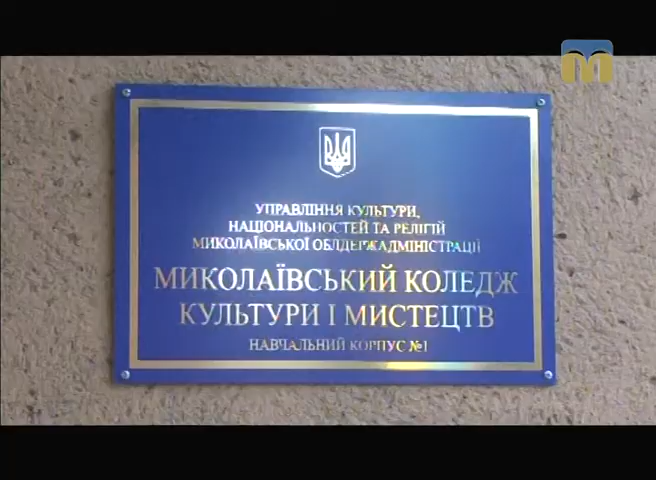 УПРАВЛІННЯ КУЛЬТУРИ,
НАЦІОНАЛЬНОСТЕЙ ТА РЕЛІГІЙ
МИКОЛАЇВСЬКОЇ ОБЛДЕРЖАДМІНІСТРАЦІЇ
МИКОЛАЇВСЬКИЙ КОЛЕДЖ
КУЛЬТУРИ І МИСТЕЦТВ
НАВЧАЛЬНИЙ КОРПУС №1